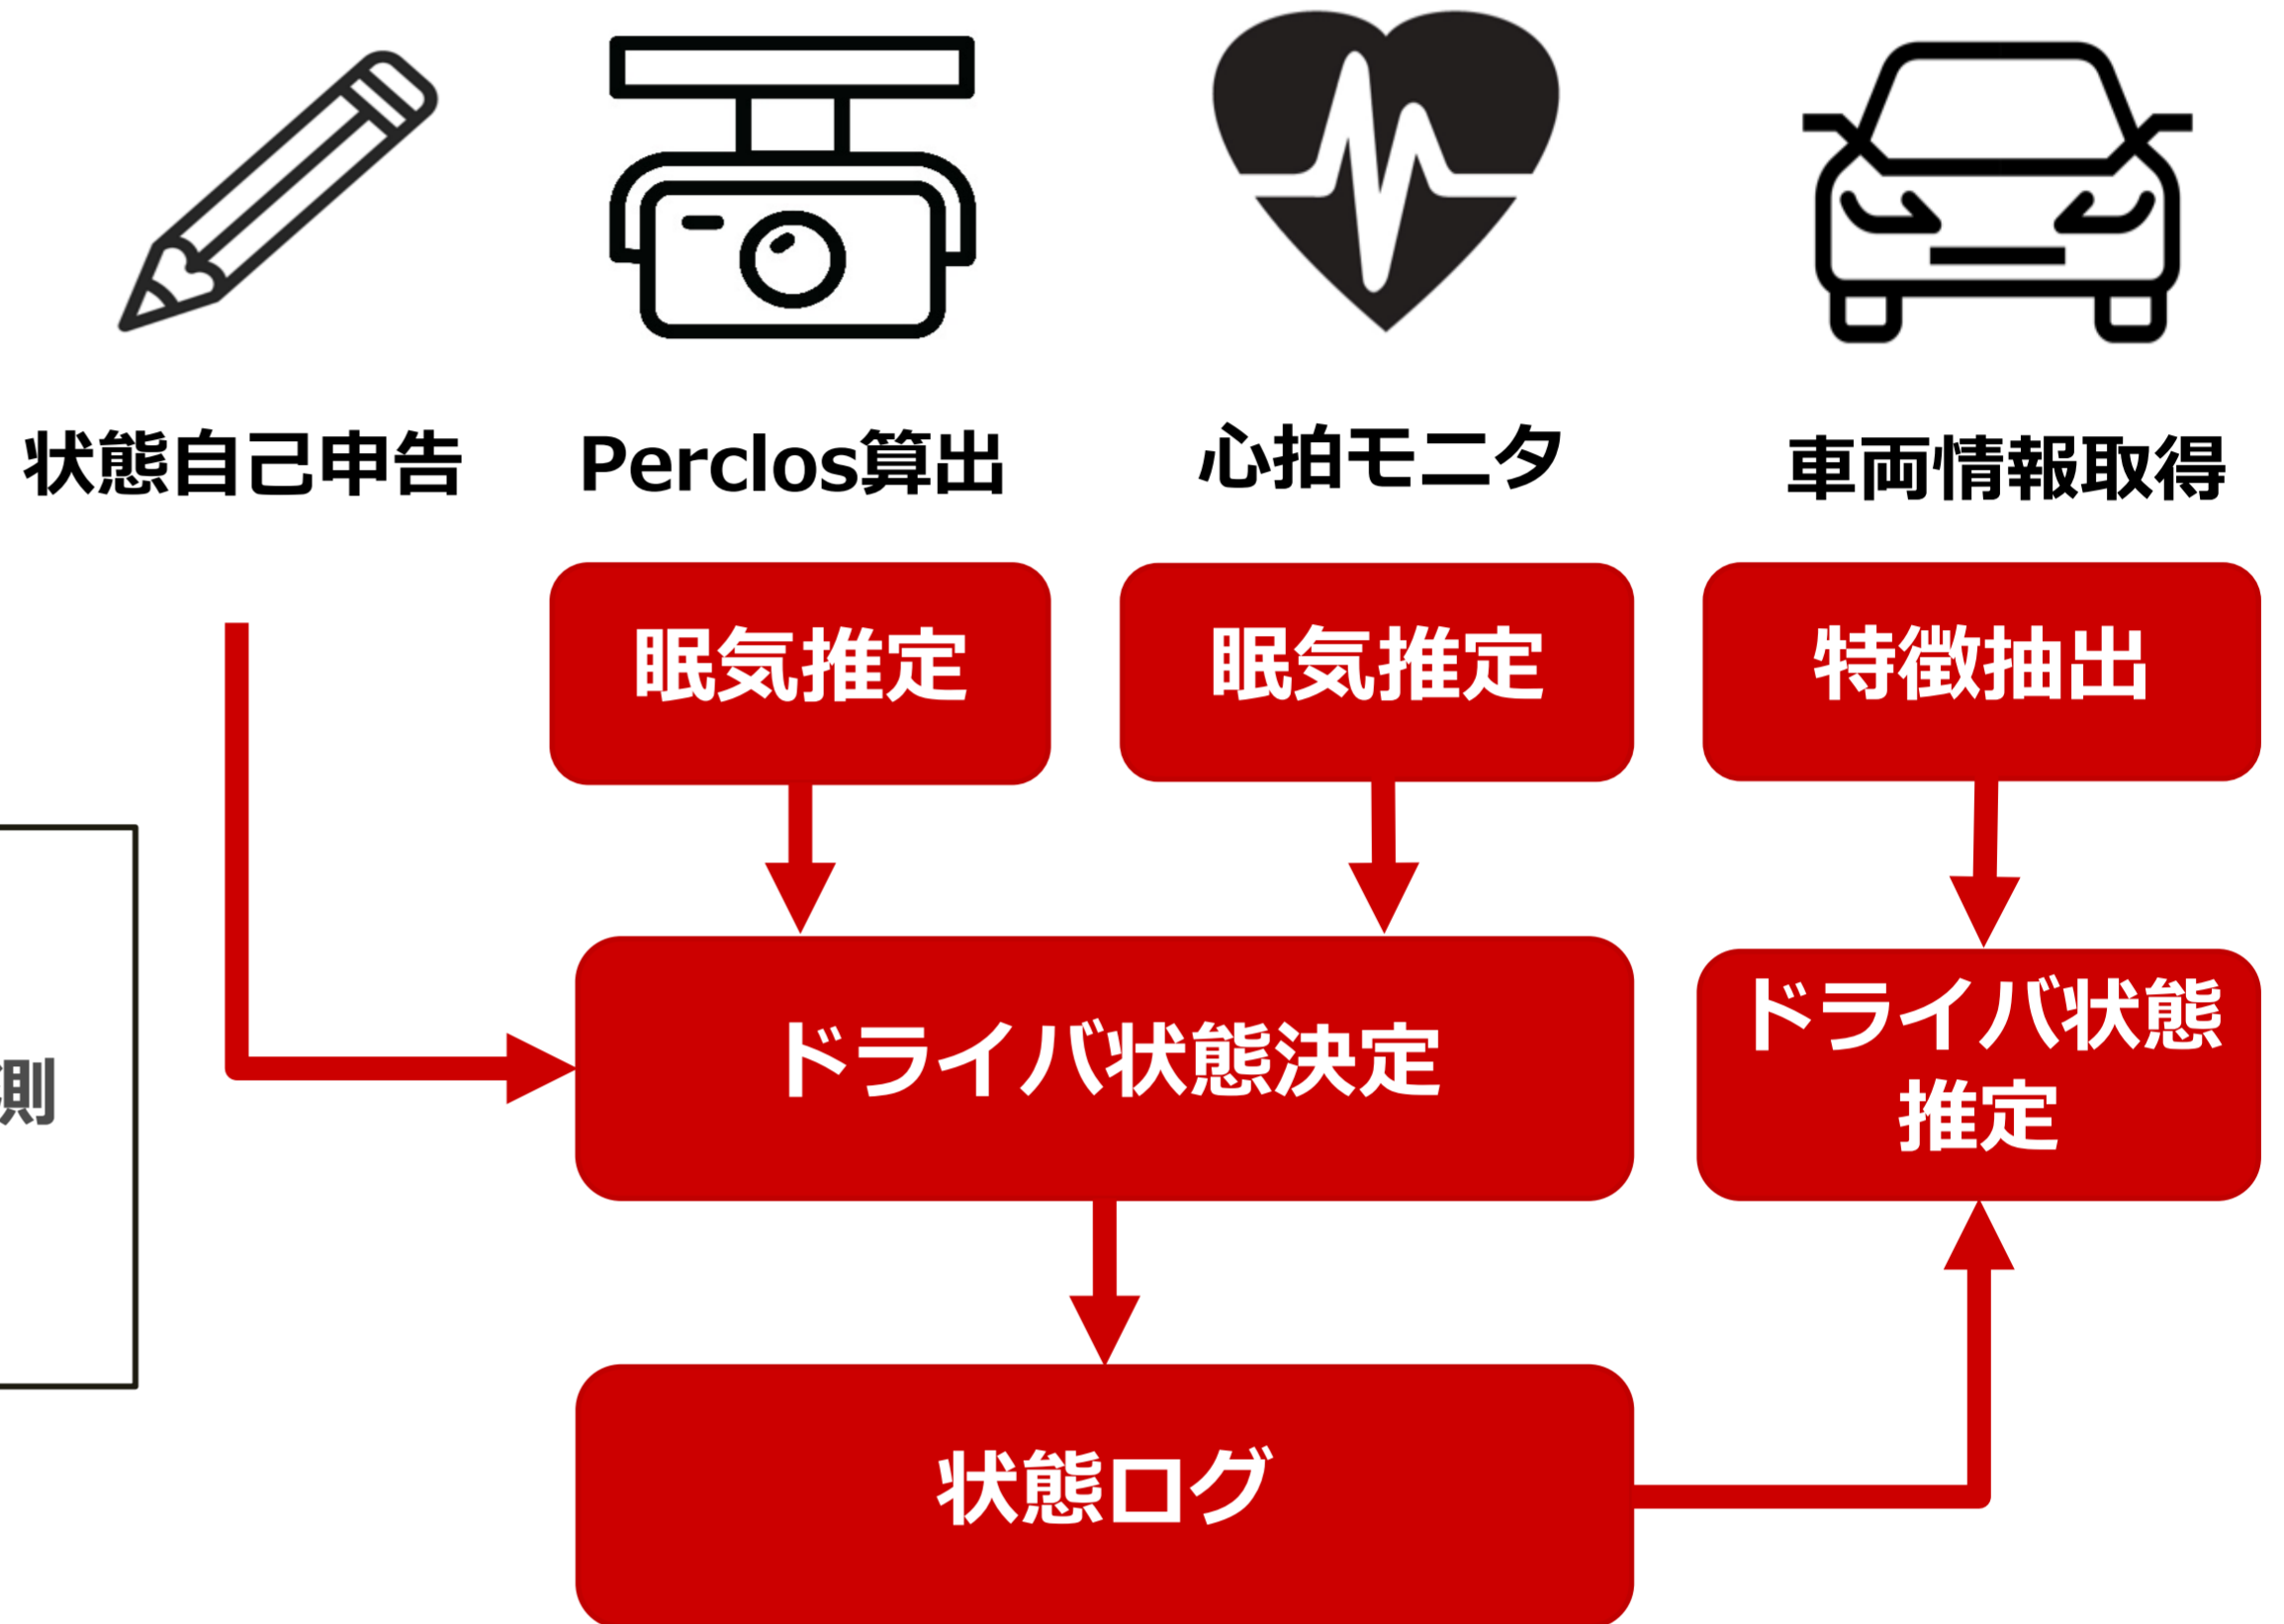 状態自己申告
Perclos算出
心拍モニタ
車両情報取得
眠気推定
眠気推定
特徴抽出
ドライバ状態決定
ドライバ状態
推定
測
状態ログ